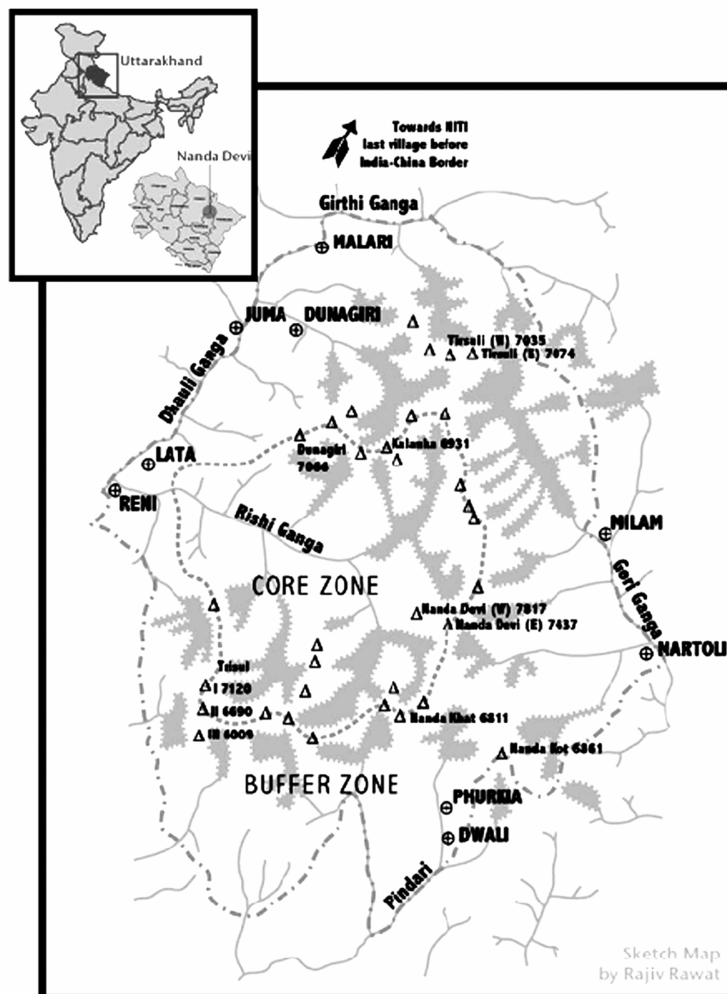 Uttarakhand
Nanda Devi
Towards NITI
last village before
India-China Border
Girthi Ganga
MALARI
JUMA
DUNAGIRI
Tirsuli (W) 7035
Tirsuli (E) 7074
Dhauli Ganga
Dunagiri
7066
Kalanka 6931
LATA
RENI
Rishi Ganga
MILAM
CORE ZONE
Gori Ganga
Nanda Devi (W) 7817
Nanda Devi (E) 7437
NARTOLI
Trisul
I 7120
II 6690
III 6009
Nanda Khat 6811
Nanda Kot 6861
BUFFER ZONE
PHURKIA
DWALI
Pindari
Sketch Map
by Rajiv Rawat